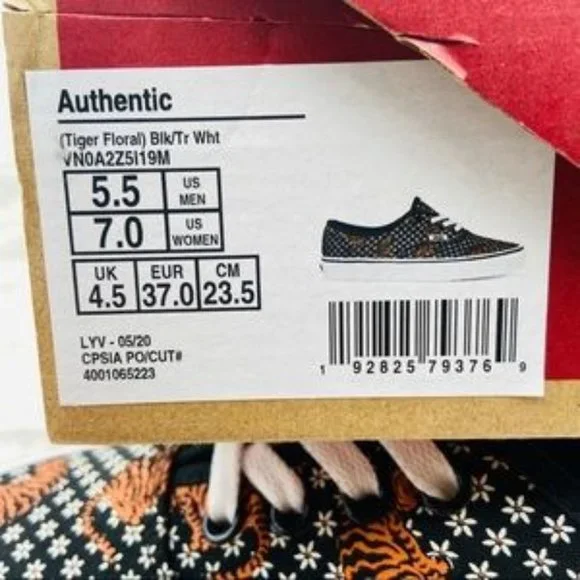 Authentic
(Tiger Floral) Blk/Tr Wht
VN0A2Z5I19M
5.5 US MEN
7.0 US WOMEN
UK EUR CM
4.5 37.0 23.5
LYV - 05/20
CPSIA PO/CUT#
4001065223
1 92825 79376 9